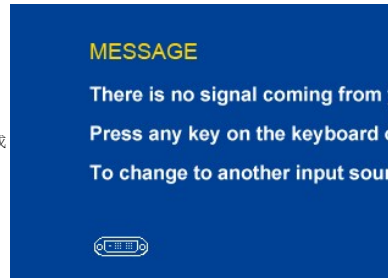 MESSAGE
There is no signal coming from
Press any key on the keyboard
To change to another input